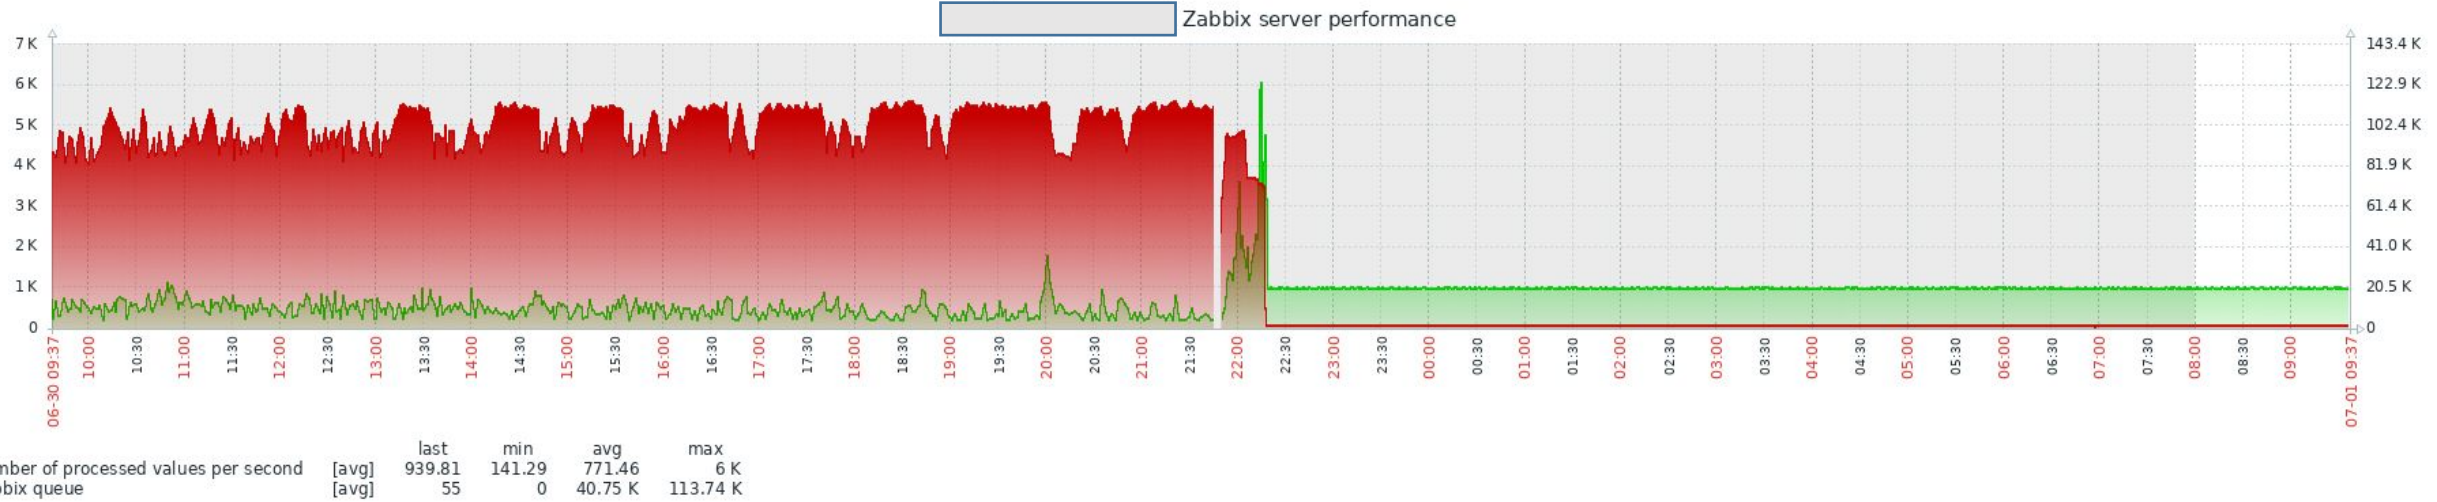 Zabbix server performance
7 K 143.4 K
6 K 122.9 K
5 K 102.4 K
4 K 81.9 K
3 K 61.4 K
2 K 41.0 K
1 K 20.5 K
0 0
06-30 09:37 10:00 10:30 11:00 11:30 12:00 12:30 13:00 13:30 14:00 14:30 15:00 15:30 16:00 16:30 17:00 17:30 18:00 18:30 19:00 19:30 20:00 20:30 21:00 21:30 22:00 22:30 23:00 23:30 00:00 00:30 01:00 01:30 02:00 02:30 03:00 03:30 04:00 04:30 05:00 05:30 06:00 06:30 07:00 07:30 08:00 08:30 09:00 07-01 09:37
last min avg max
mber of processed values per second [avg] 939.81 141.29 771.46 6 K
bbix queue [avg] 55 0 40.75 K 113.74 K